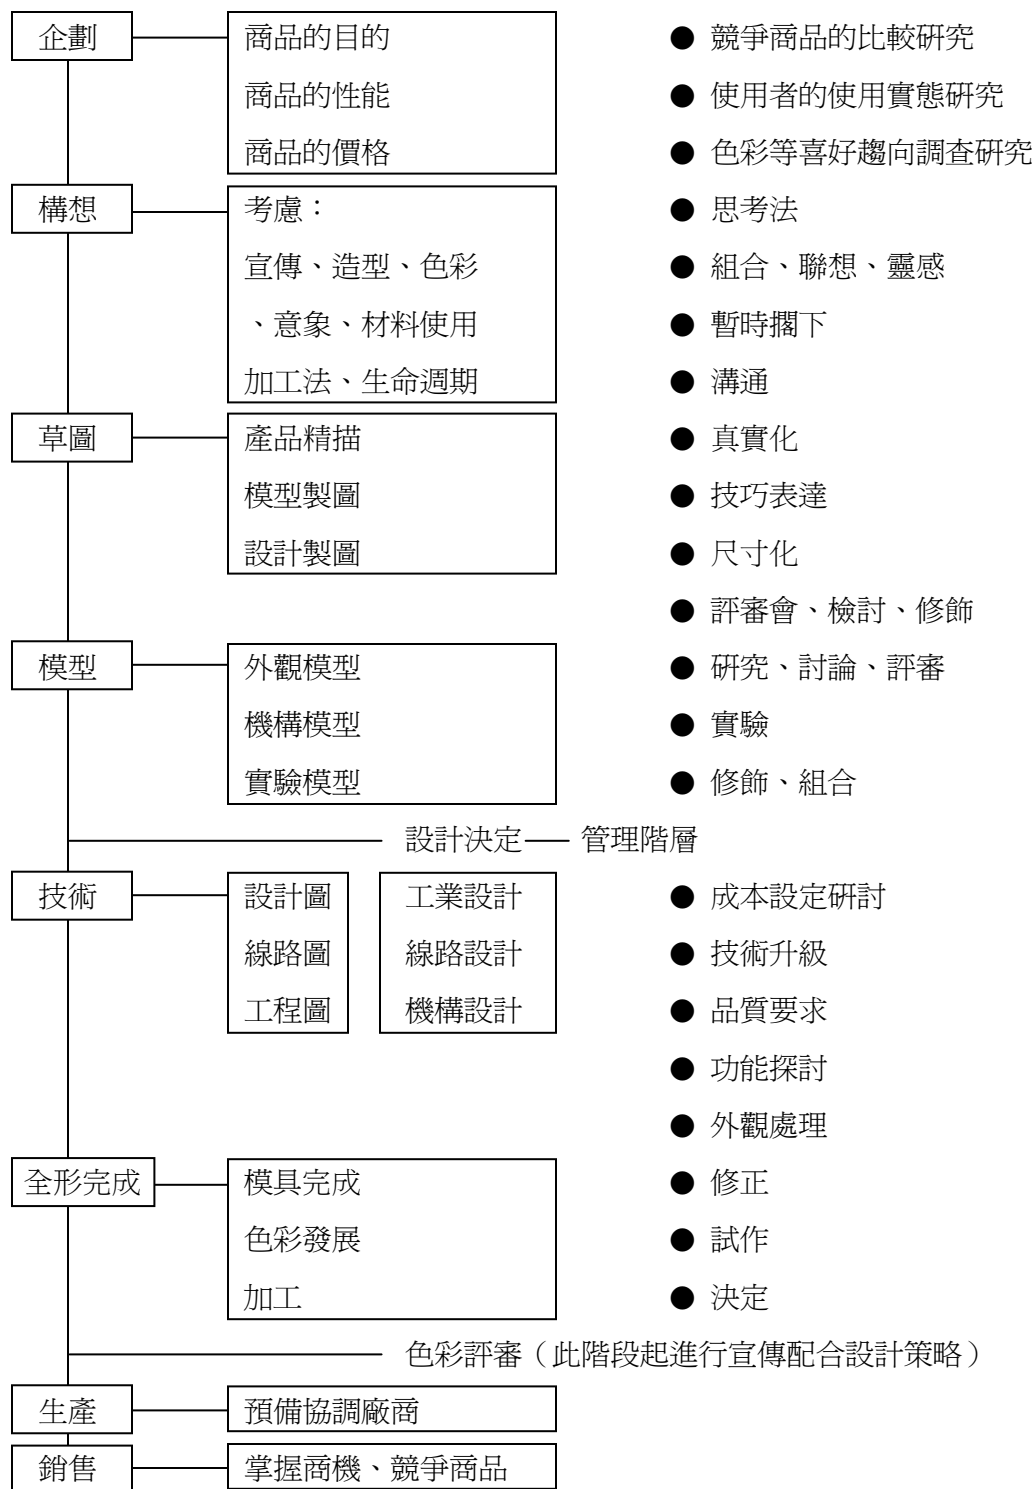 企劃 商品的目的 ● 競爭商品的比較研究
商品的性能 ● 使用者的使用實態研究
商品的價格 ● 色彩等喜好趨向調查研究
構想 考慮： ● 思考法
宣傳、造型、色彩 ● 組合、聯想、靈感
、意象、材料使用 ● 暫時擱下
加工法、生命週期 ● 溝通
草圖 產品精描 ● 真實化
模型製圖 ● 技巧表達
設計製圖 ● 尺寸化
● 評審會、檢討、修飾
模型 外觀模型 ● 研究、討論、評審
機構模型 ● 實驗
實驗模型 ● 修飾、組合
設計決定 管理階層
技術 設計圖 工業設計 ● 成本設定研討
線路圖 線路設計 ● 技術升級
工程圖 機構設計 ● 品質要求
● 功能探討
● 外觀處理
全形完成 模具完成 ● 修正
色彩發展 ● 試作
加工 ● 決定
色彩評審（此階段起進行宣傳配合設計策略）
生產 預備協調廠商
銷售 掌握商機、競爭商品